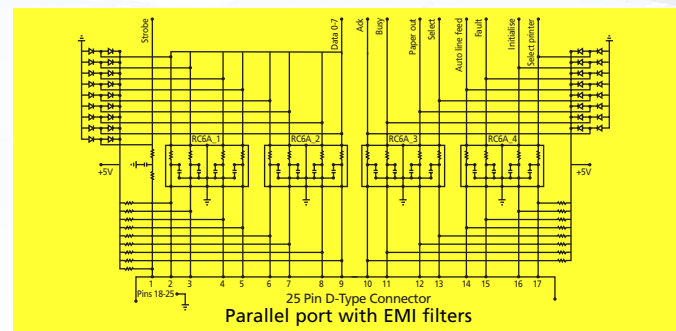 Strobe
Data 0-7
Ack
Busy
Paper out
Select
Auto line feed
Fault
Initialise
Select printer
RC6A_1
RC6A_2
RC6A_3
RC6A_4
+5V
+5V
1 2 3 4 5 6 7 8 9 10 11 12 13 14 15 16 17
Pins 18-25
25 Pin D-Type Connector
Parallel port with EMI filters